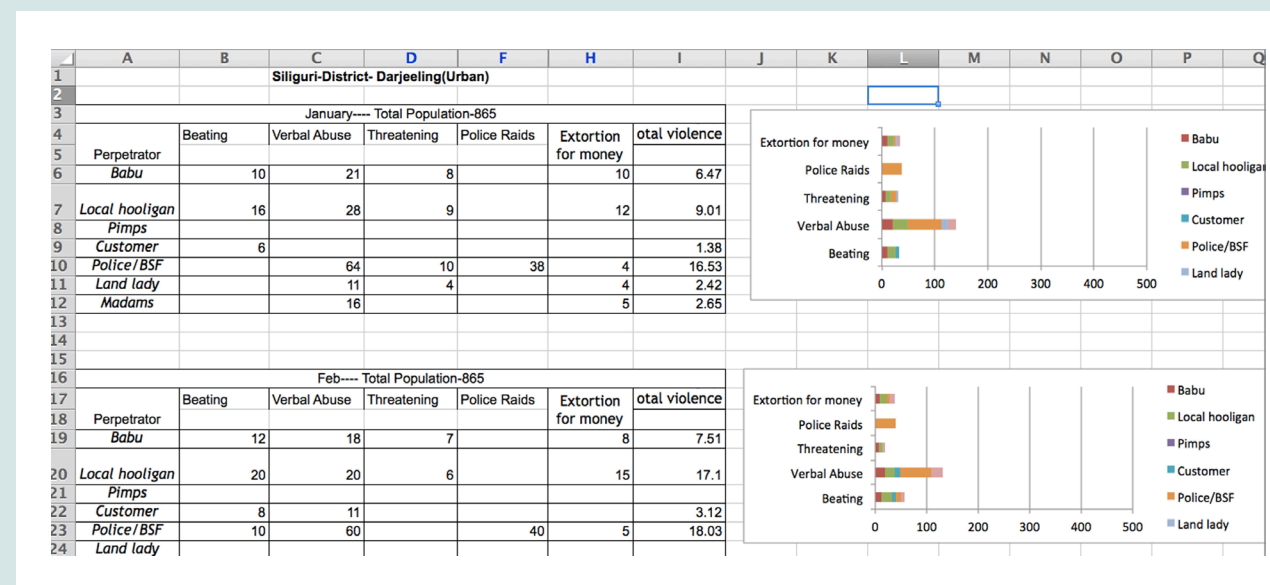 A B C D F H I J K L M N O P Q
1 Siliguri-District- Darjeeling(Urban)
2
3 January---- Total Population-865
4 Beating Verbal Abuse Threatening Police Raids Extortion otal violence
5 Perpetrator for money
6 Babu 10 21 8 10 6.47
7 Local hooligan 16 28 9 12 9.01
8 Pimps
9 Customer 6 1.38
10 Police/BSF 64 10 38 4 16.53
11 Land lady 11 4 4 2.42
12 Madams 16 5 2.65
13
14
15
16 Feb---- Total Population-865
17 Beating Verbal Abuse Threatening Police Raids Extortion otal violence
18 Perpetrator for money
19 Babu 12 18 7 8 7.51
20 Local hooligan 20 20 6 15 17.1
21 Pimps
22 Customer 8 11 3.12
23 Police/BSF 10 60 40 5 18.03
24 Land lady
Extortion for money
Police Raids
Threatening
Verbal Abuse
Beating
0 100 200 300 400 500
Babu
Local hooligan
Pimps
Customer
Police/BSF
Land lady
Extortion for money
Police Raids
Threatening
Verbal Abuse
Beating
0 100 200 300 400 500
Babu
Local hooligan
Pimps
Customer
Police/BSF
Land lady